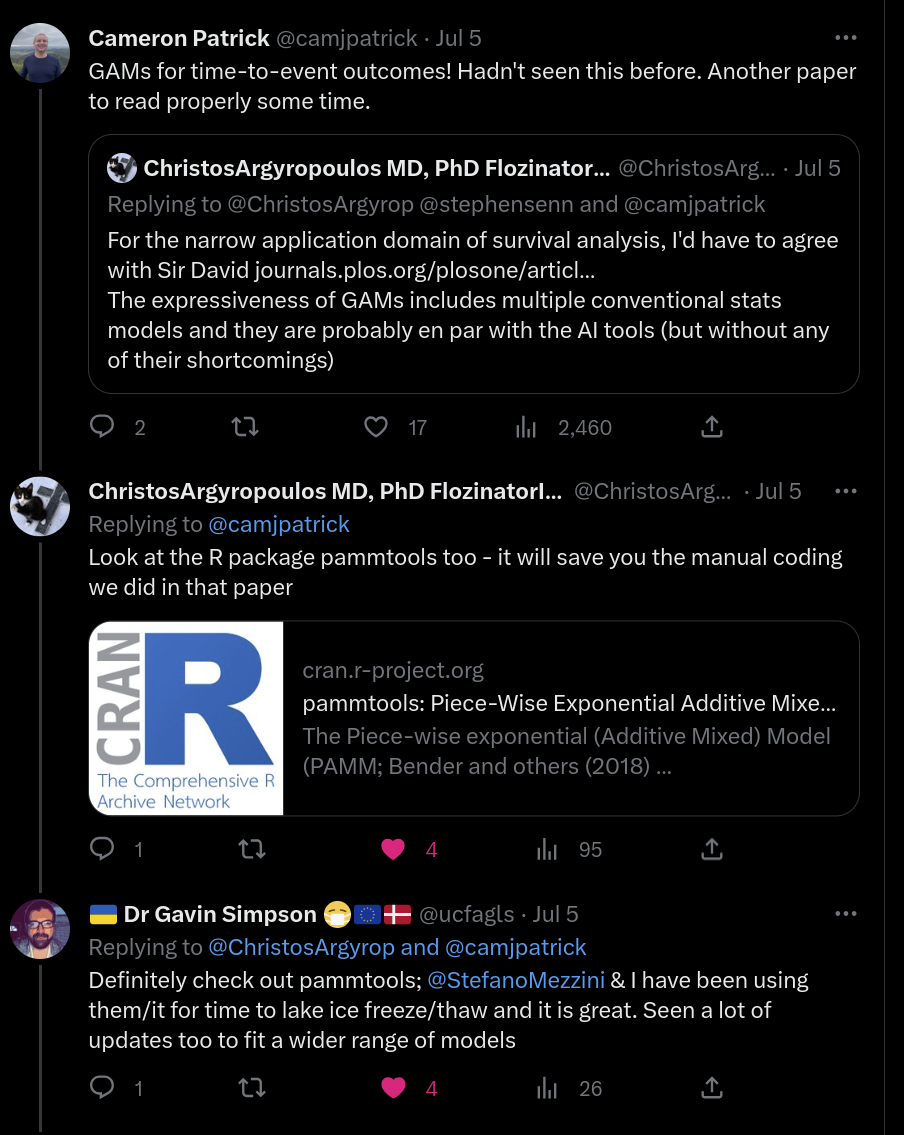 Cameron Patrick @camjpatrick · Jul 5
GAMs for time-to-event outcomes! Hadn't seen this before. Another paper
to read properly some time.
ChristosArgyropoulos MD, PhD Flozinator... @ChristosArg... · Jul 5
Replying to @ChristosArgyrop @stephensenn and @camjpatrick
For the narrow application domain of survival analysis, I'd have to agree
with Sir David journals.plos.org/plosone/articl...
The expressiveness of GAMs includes multiple conventional stats
models and they are probably en par with the AI tools (but without any
of their shortcomings)
2 17 2,460
ChristosArgyropoulos MD, PhD FlozinatorI... @ChristosArg... · Jul 5
Replying to @camjpatrick
Look at the R package pammtools too - it will save you the manual coding
we did in that paper
CRAN R
The Comprehensive R
Archive Network
cran.r-project.org
pammtools: Piece-Wise Exponential Additive Mixe...
The Piece-wise exponential (Additive Mixed) Model
(PAMM; Bender and others (2018) ...
1 4 95
🇺🇦 Dr Gavin Simpson 😷🇪🇺🇩🇰 @ucfagls · Jul 5
Replying to @ChristosArgyrop and @camjpatrick
Definitely check out pammtools; @StefanoMezzini & I have been using
them/it for time to lake ice freeze/thaw and it is great. Seen a lot of
updates too to fit a wider range of models
1 4 26